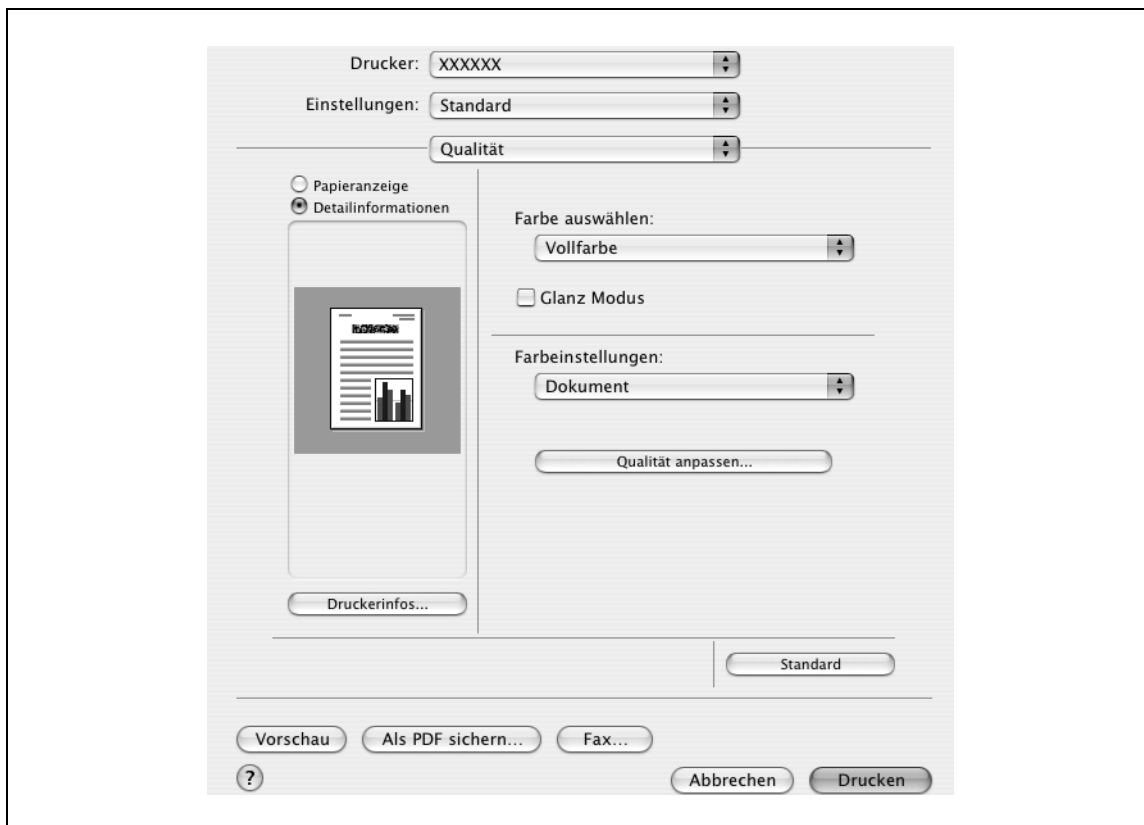 Drucker: XXXXXX
Einstellungen: Standard
Qualität
Papieranzeige
Detailinformationen
Farbe auswählen:
Vollfarbe
Glanz Modus
Farbeinstellungen:
Dokument
Qualität anpassen...
Druckerinfos...
Standard
Vorschau Als PDF sichern... Fax...
? Abbrechen Drucken